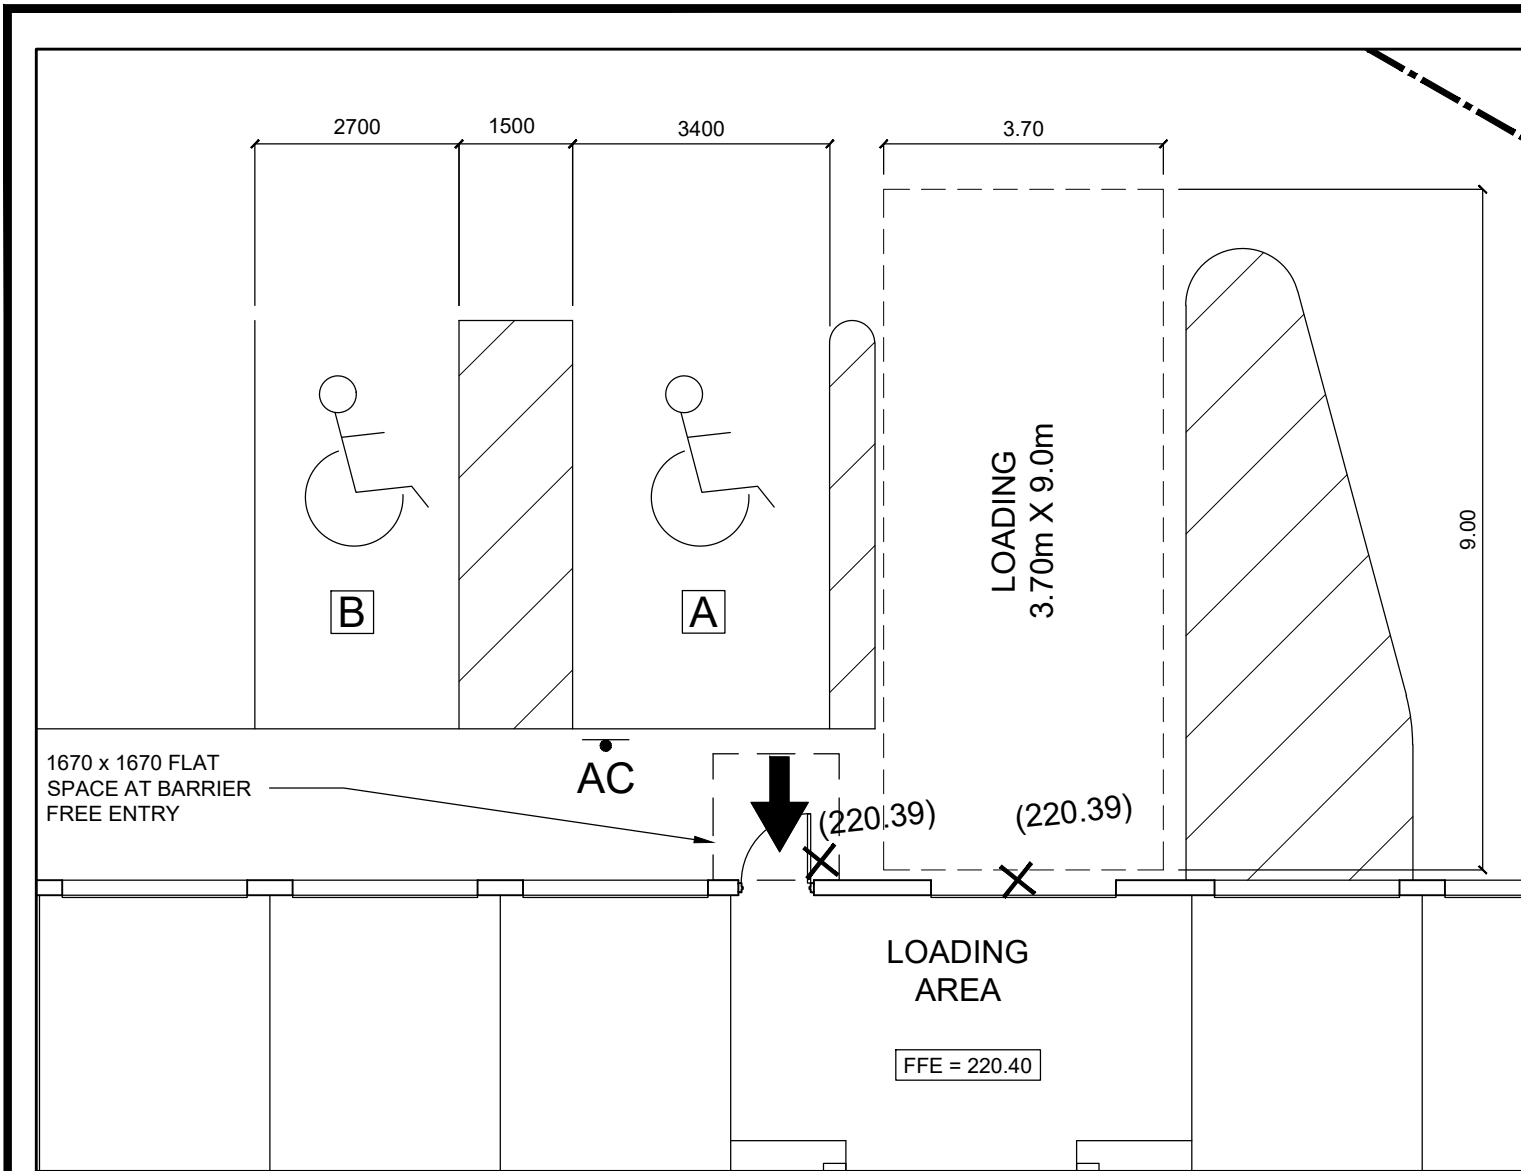 2700
1500
3400
3.70
LOADING
3.70m X 9.0m
9.00
B
A
1670 x 1670 FLAT
SPACE AT BARRIER
FREE ENTRY
AC
(220.39)
(220.39)
LOADING
AREA
FFE = 220.40